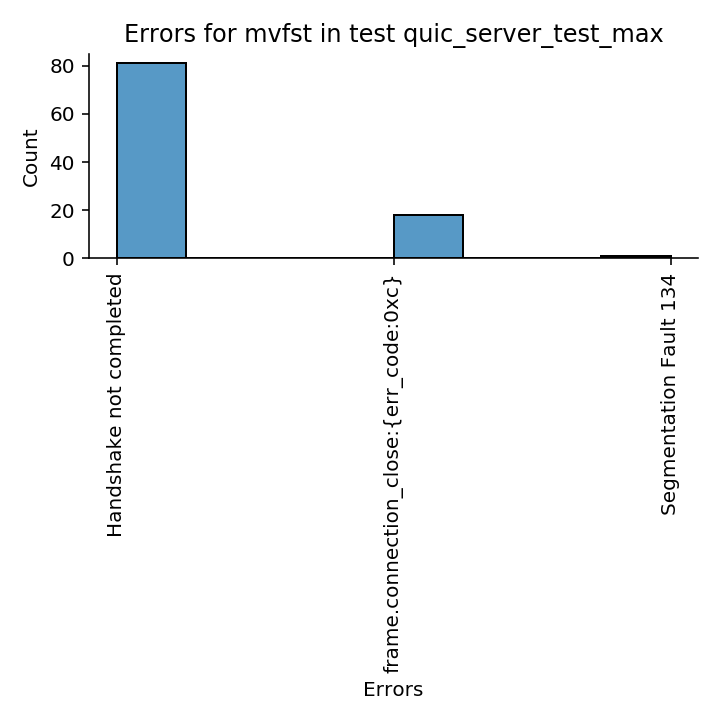 Errors for mvfst in test quic_server_test_max
Count
80
60
40
20
0
Handshake not completed
frame.connection_close:{err_code:0xc}
Segmentation Fault 134
Errors